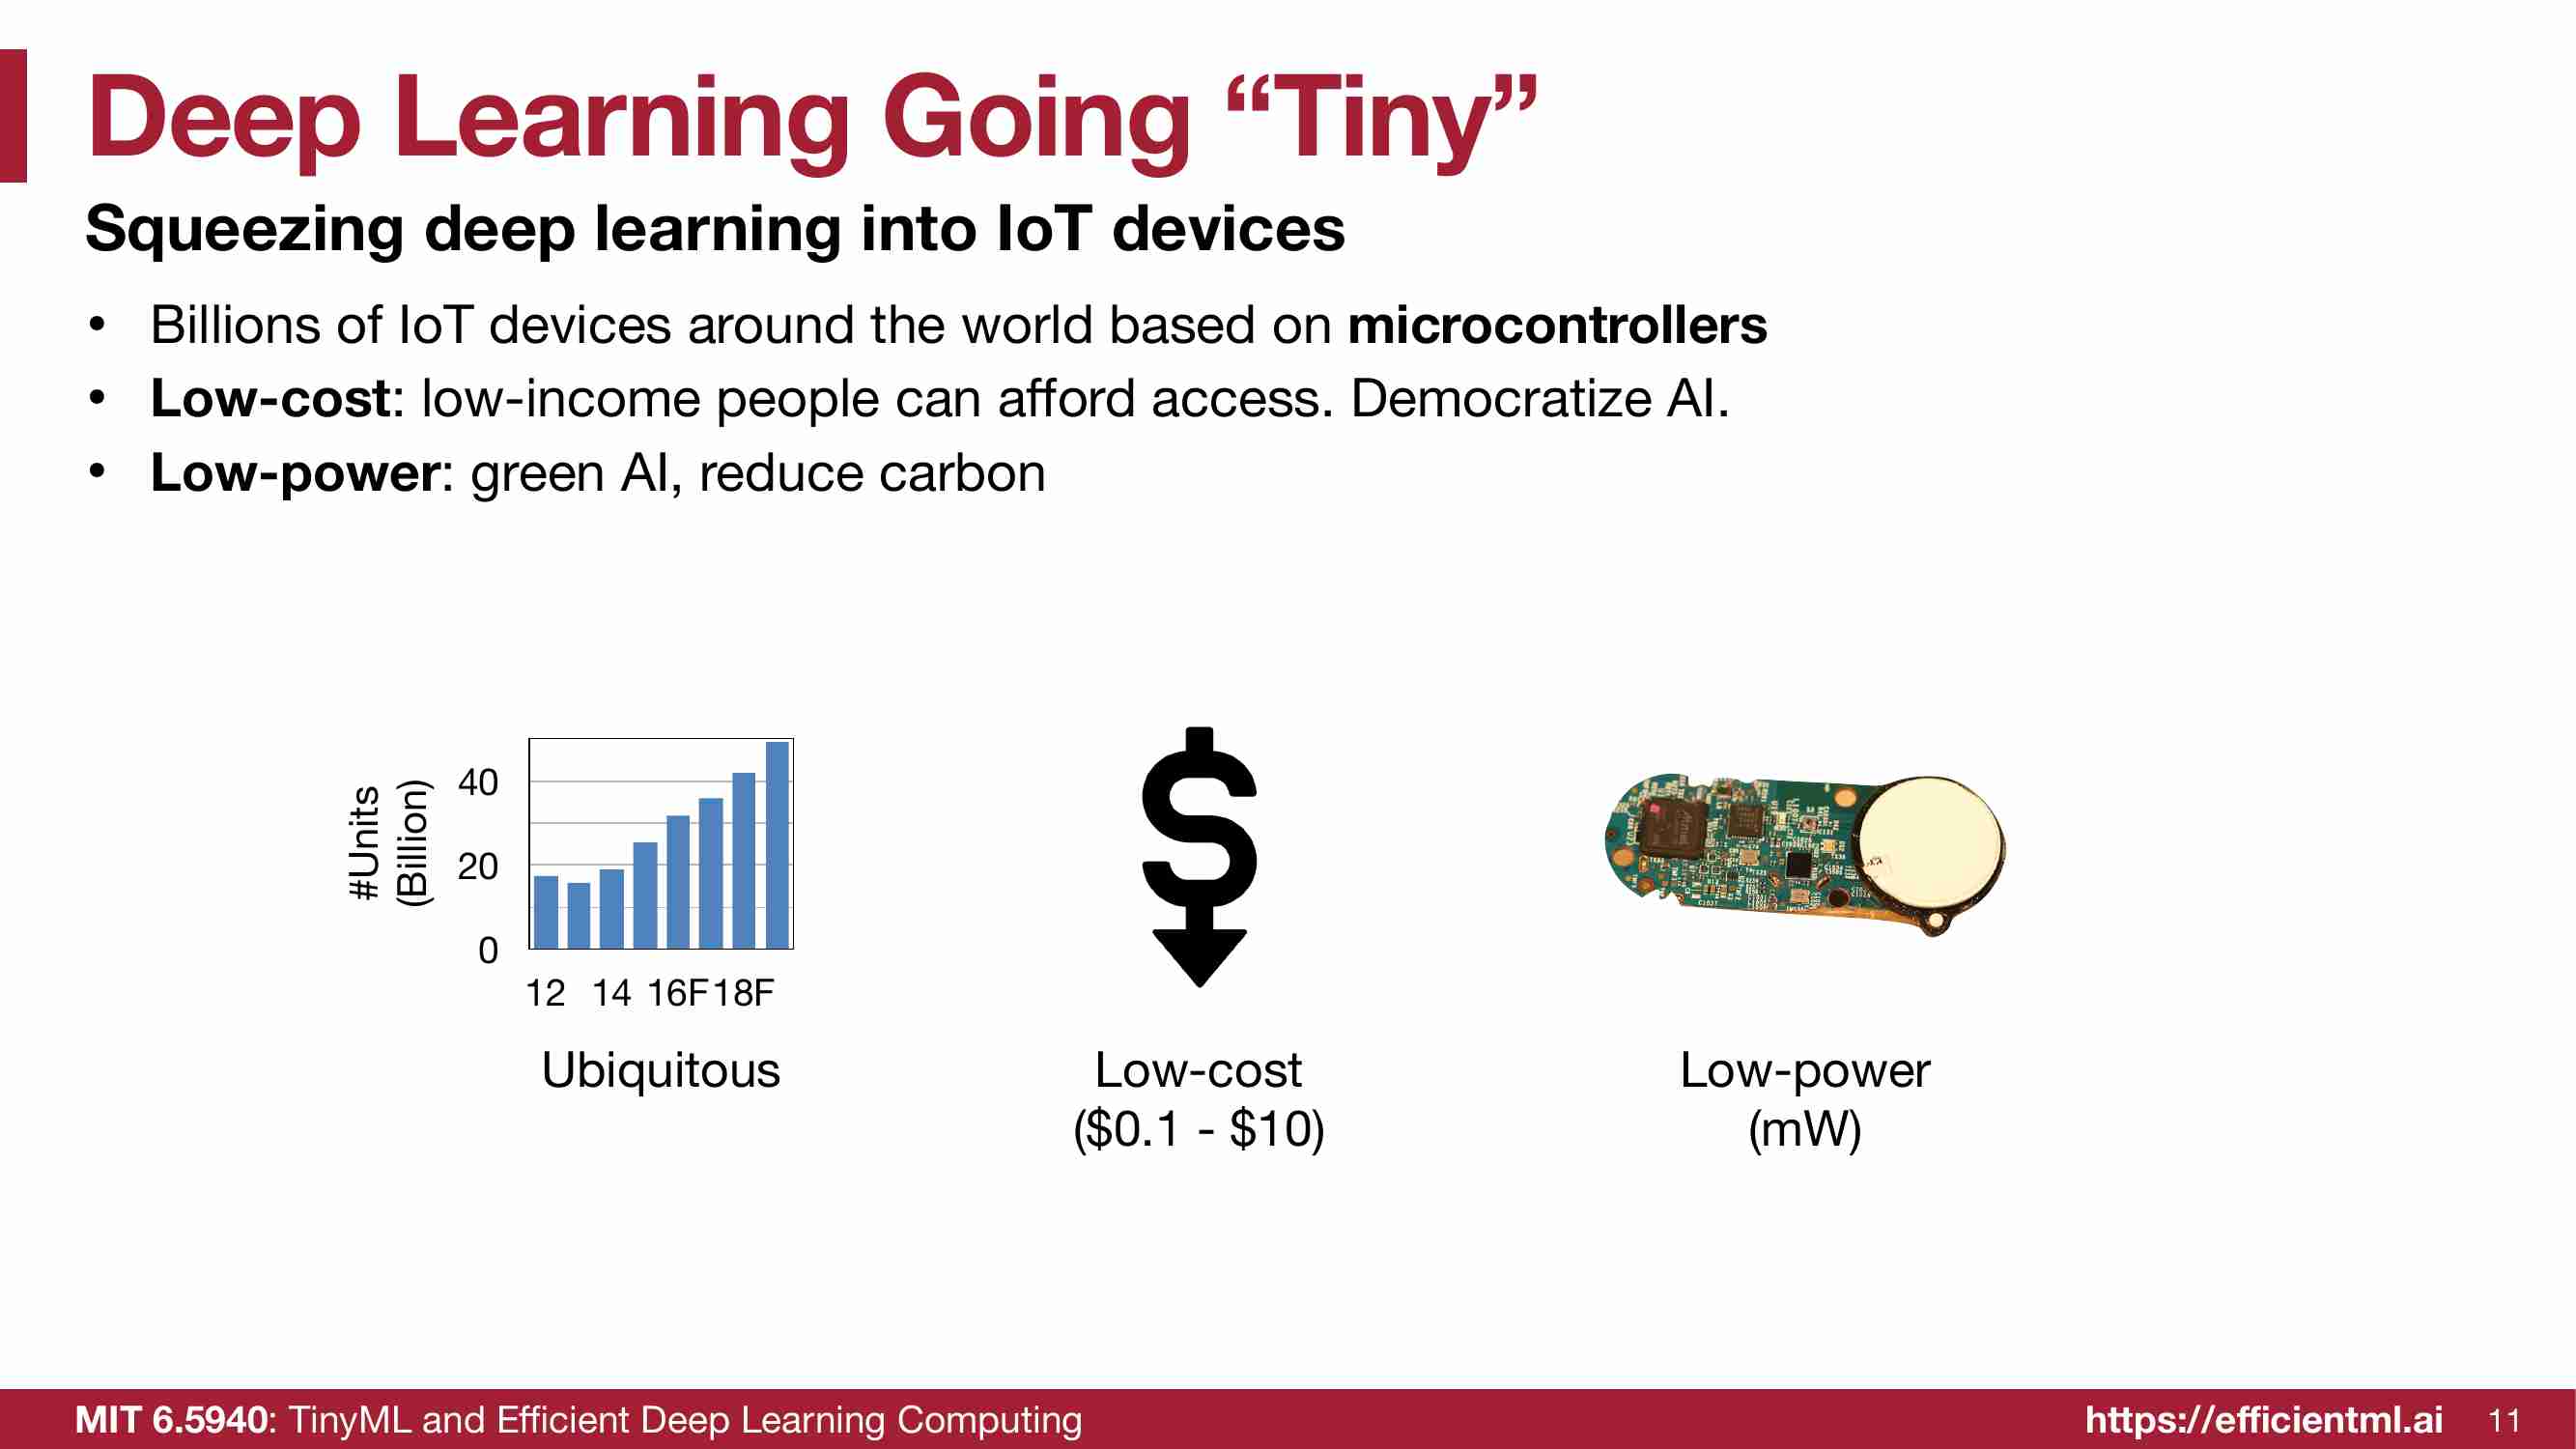 Deep Learning Going “Tiny”
Squeezing deep learning into IoT devices
• Billions of IoT devices around the world based on microcontrollers
• Low-cost: low-income people can afford access. Democratize AI.
• Low-power: green AI, reduce carbon
#Units
(Billion)
40
20
0
12 14 16F 18F
Ubiquitous
Low-cost
($0.1 - $10)
Low-power
(mW)
MIT 6.5940: TinyML and Efficient Deep Learning Computing
https://efficientml.ai 11